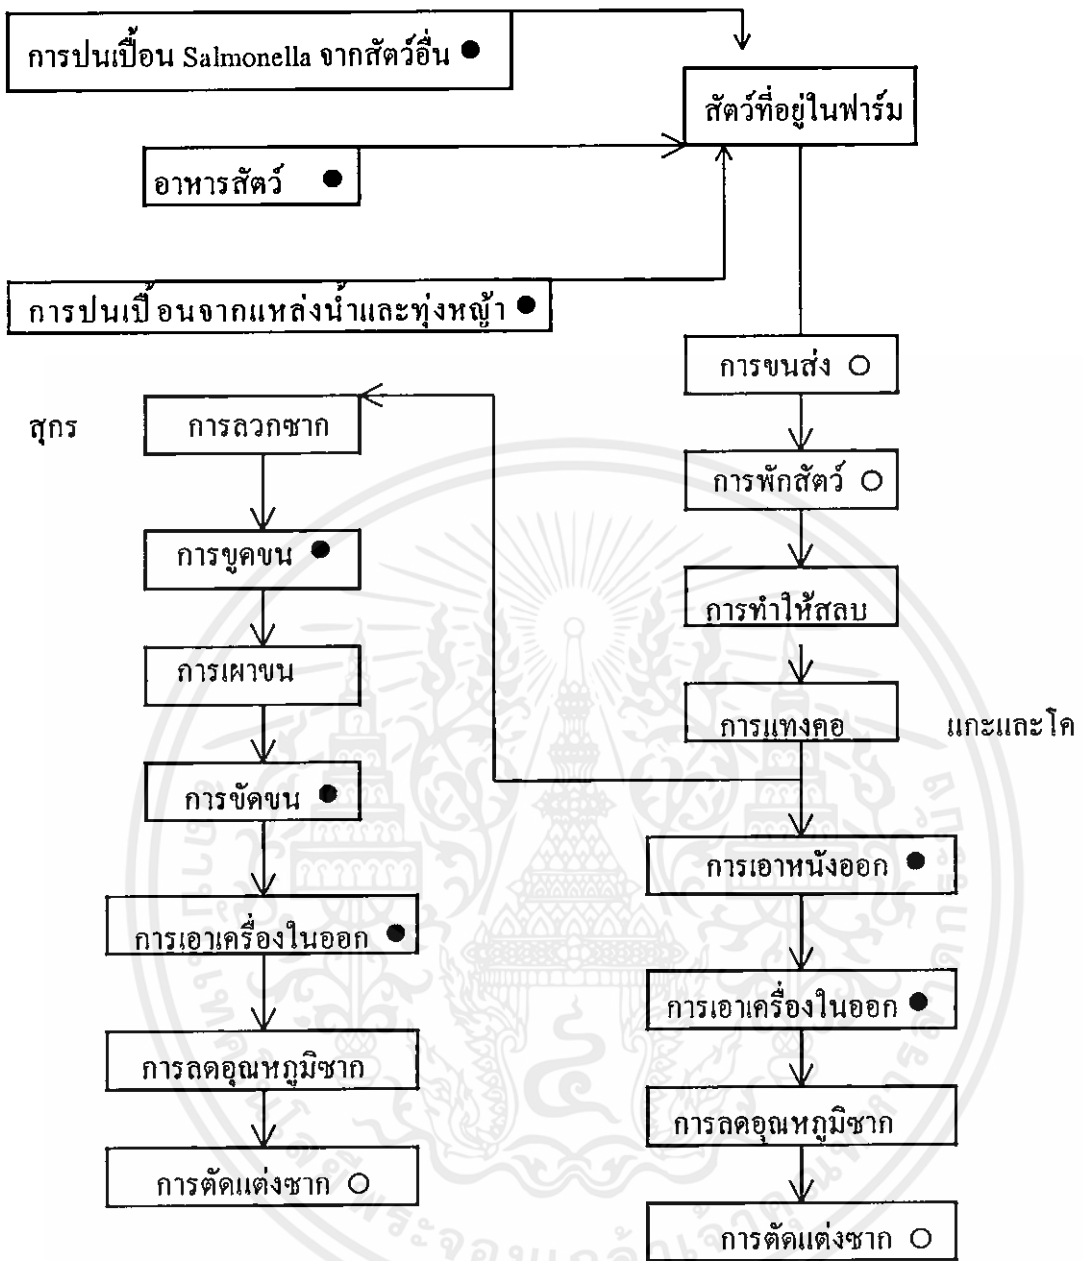 การปนเปื้อน Salmonella จากสัตว์อื่น ●
สัตว์ที่อยู่ในฟาร์ม
อาหารสัตว์ ●
การปนเปื้อนจากแหล่งน้ำและทุ่งหญ้า ●
การขนส่ง ○
สุกร
การลวกซาก
การพักสัตว์ ○
การขูดขน ●
การทำให้สลบ
การเผาขน
การแทงคอ
แกะและโค
การขัดขน ●
การเอาหนังออก ●
การเอาเครื่องในออก ●
การเอาเครื่องในออก ●
การลดอุณหภูมิซาก
การลดอุณหภูมิซาก
การตัดแต่งซาก ○
การตัดแต่งซาก ○